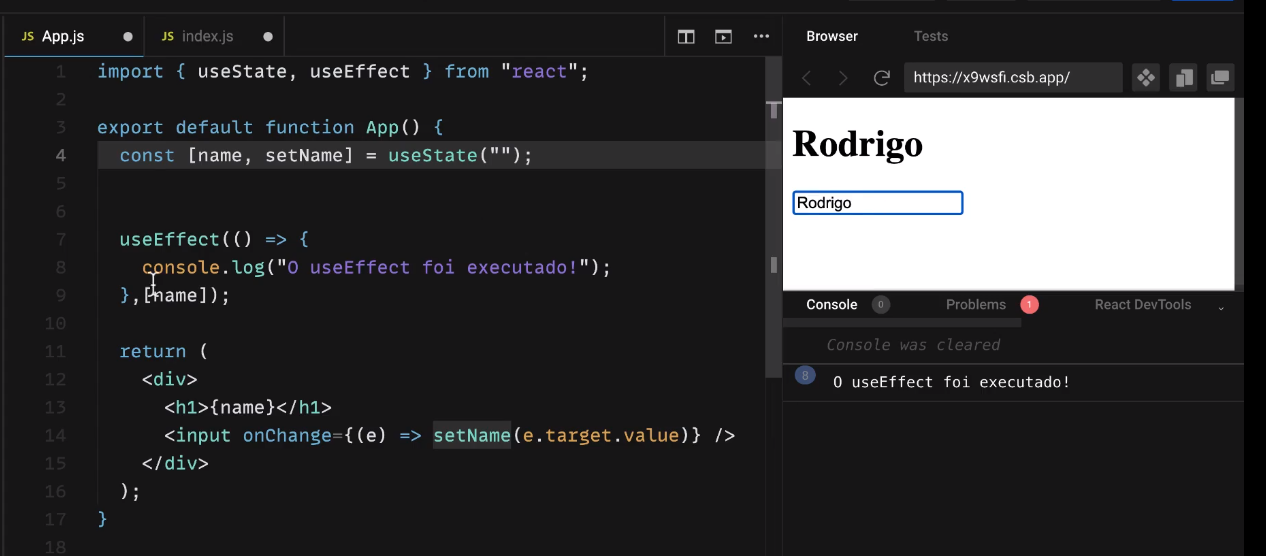 JS App.js
JS index.js
1 import { useState, useEffect } from "react";
2
3 export default function App() {
4 const [name, setName] = useState("");
5
6
7 useEffect(() => {
8 console.log("O useEffect foi executado!");
9 },[name]);
10
11 return (
12 <div>
13 <h1>{name}</h1>
14 <input onChange={(e) => setName(e.target.value)} />
15 </div>
16 );
17 }
18
Browser Tests
https://x9wsfi.csb.app/
Rodrigo
Rodrigo
Console 0 Problems 1 React DevTools
Console was cleared
8 O useEffect foi executado!